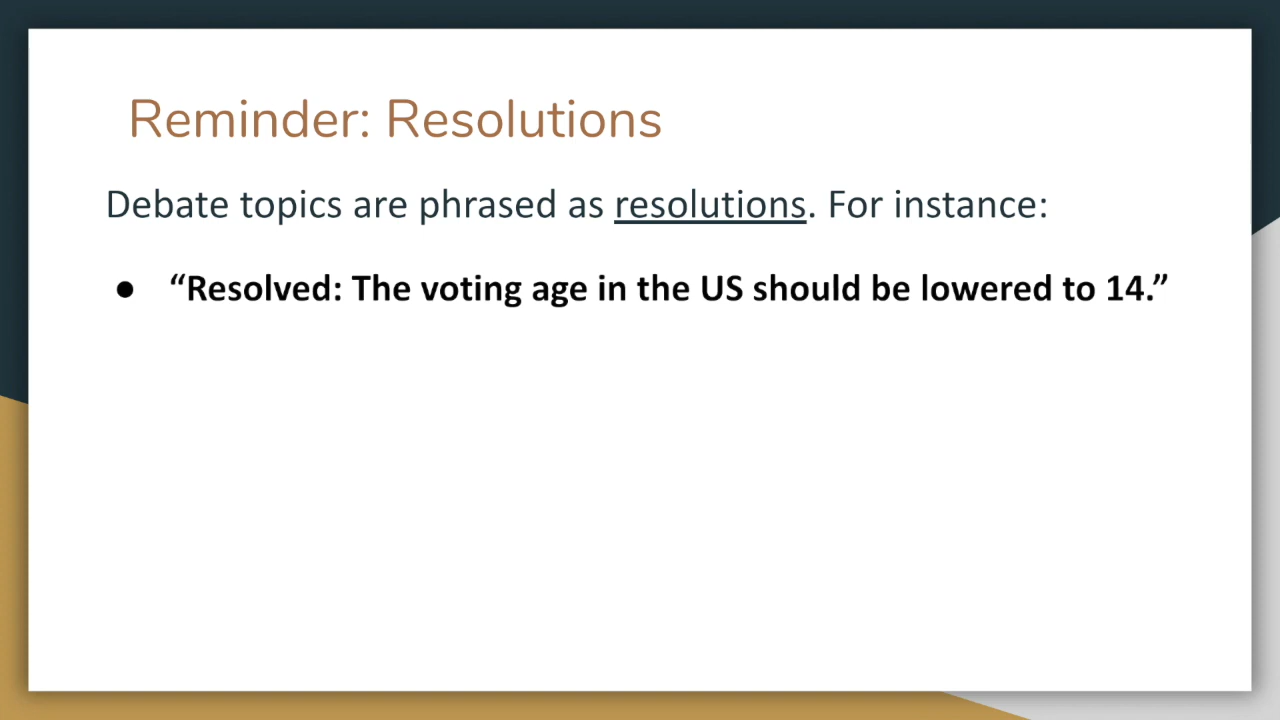 Reminder: Resolutions
Debate topics are phrased as resolutions. For instance:
● “Resolved: The voting age in the US should be lowered to 14.”